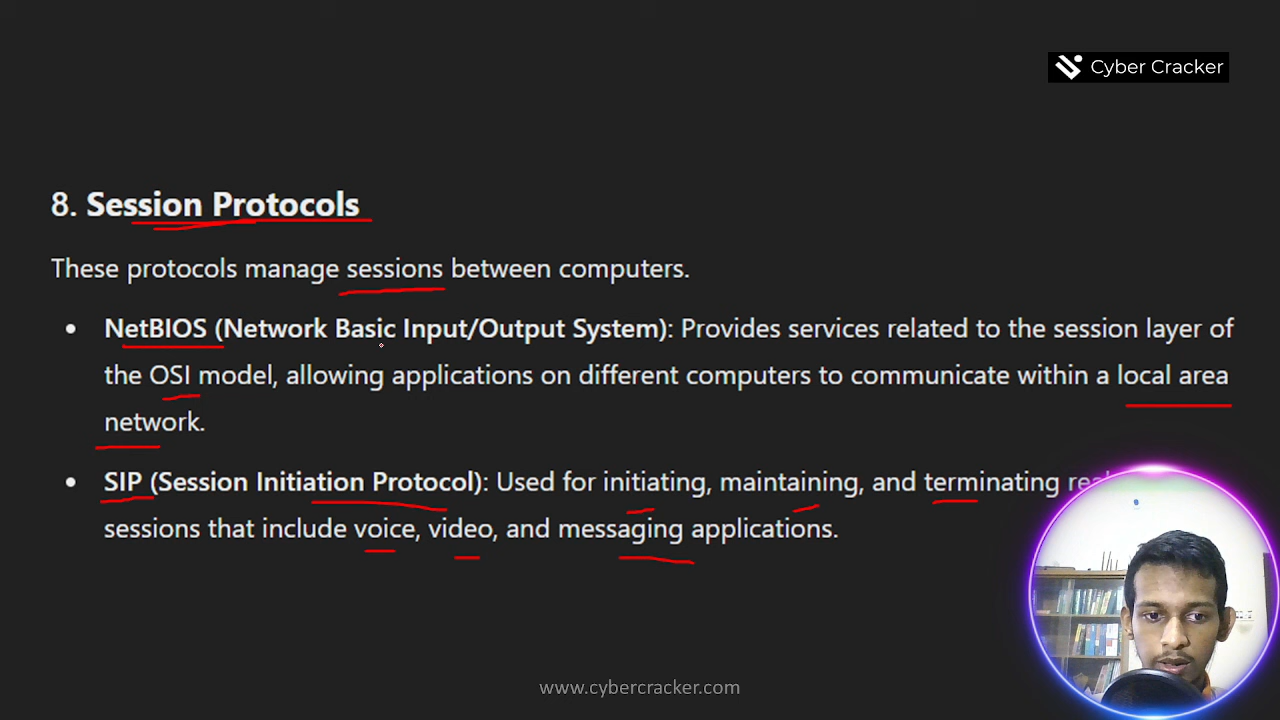 Cyber Cracker
8. Session Protocols
These protocols manage sessions between computers.
• NetBIOS (Network Basic Input/Output System): Provides services related to the session layer of
the OSI model, allowing applications on different computers to communicate within a local area
network.
• SIP (Session Initiation Protocol): Used for initiating, maintaining, and terminating
sessions that include voice, video, and messaging applications.
www.cybercracker.com